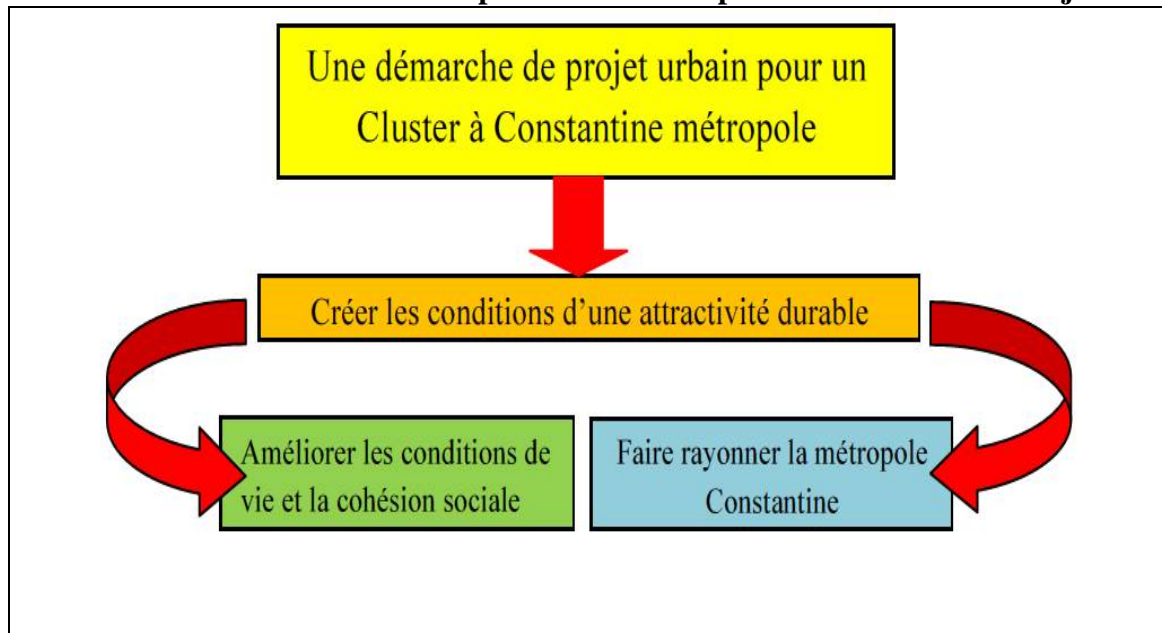 Une démarche de projet urbain pour un
Cluster à Constantine métropole
Créer les conditions d’une attractivité durable
Améliorer les conditions de
vie et la cohésion sociale
Faire rayonner la métropole
Constantine